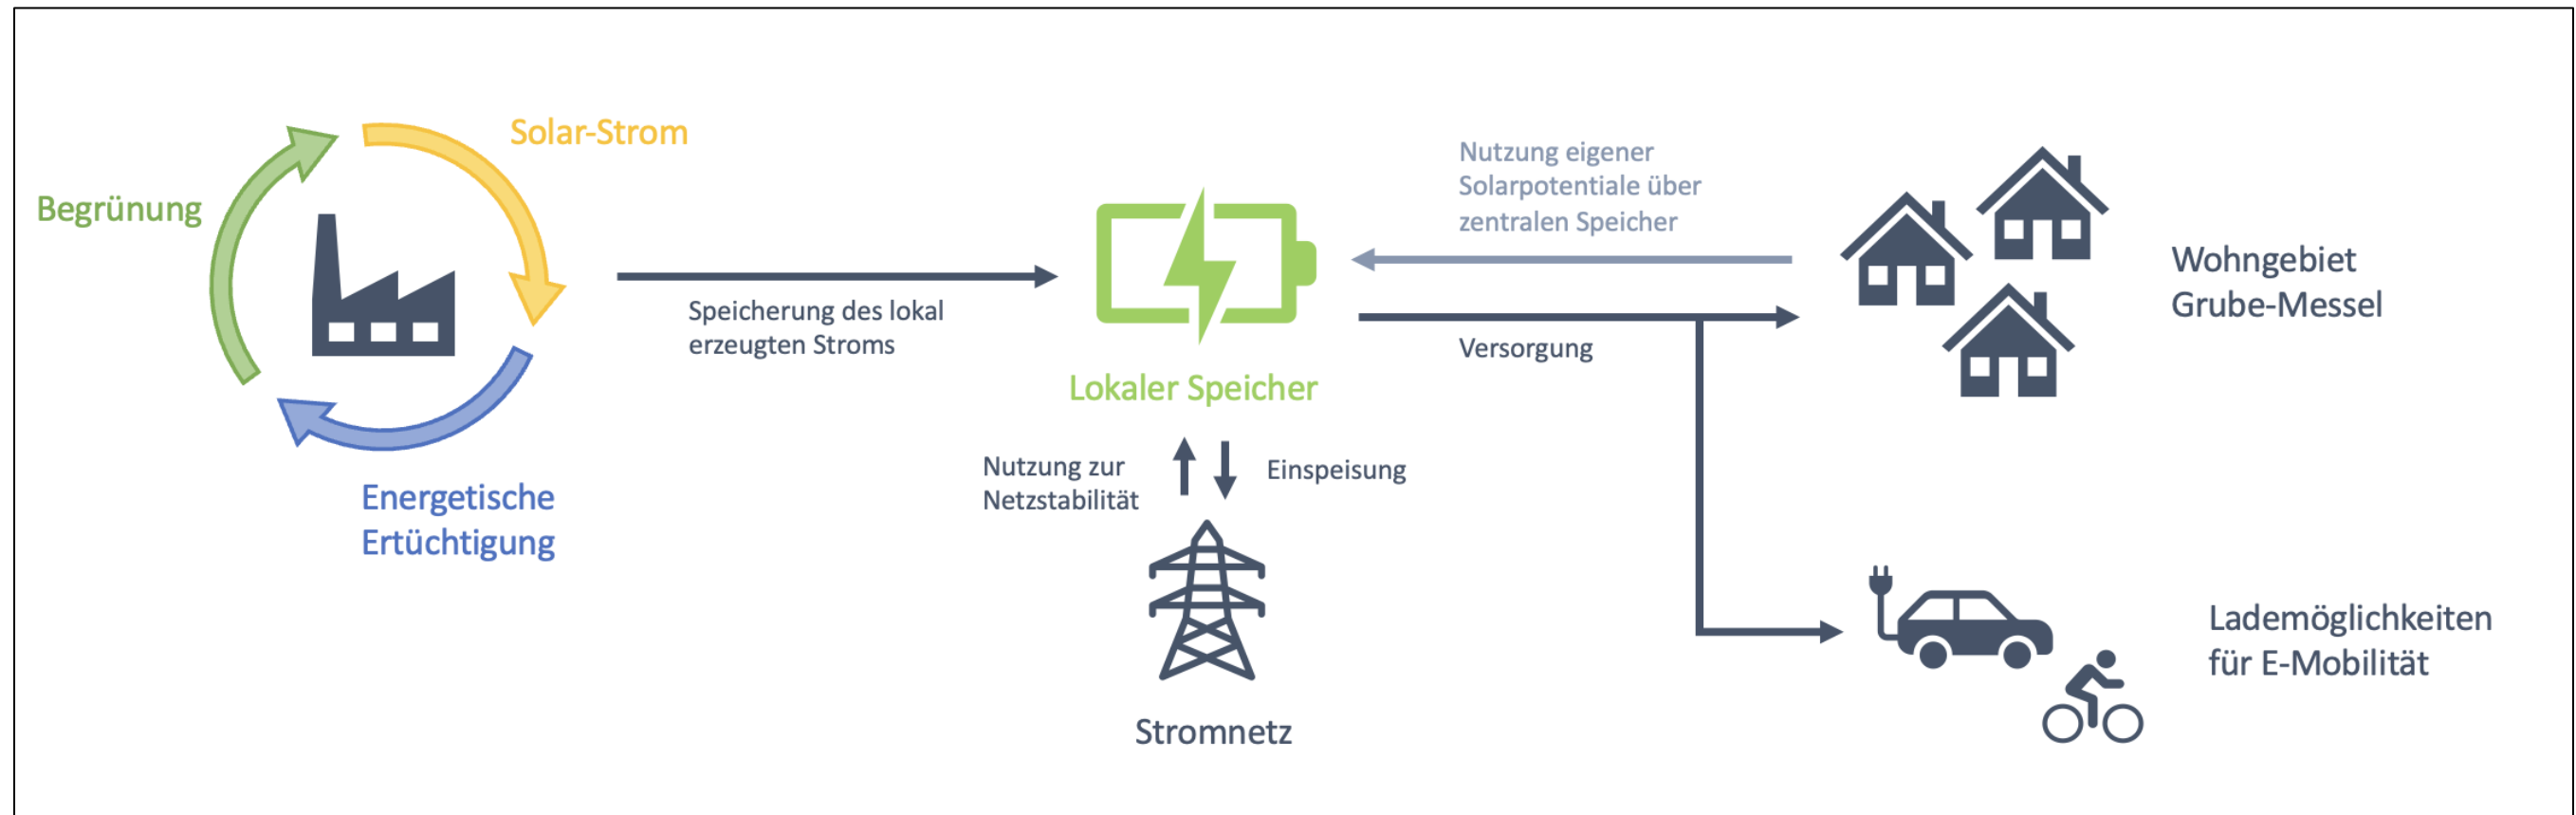 Solar-Strom
Begrünung
Energetische
Ertüchtigung
Speicherung des lokal
erzeugten Stroms
Lokaler Speicher
Nutzung zur
Netzstabilität
Einspeisung
Stromnetz
Nutzung eigener
Solarpotentiale über
zentralen Speicher
Versorgung
Wohngebiet
Grube-Messel
Lademöglichkeiten
für E-Mobilität